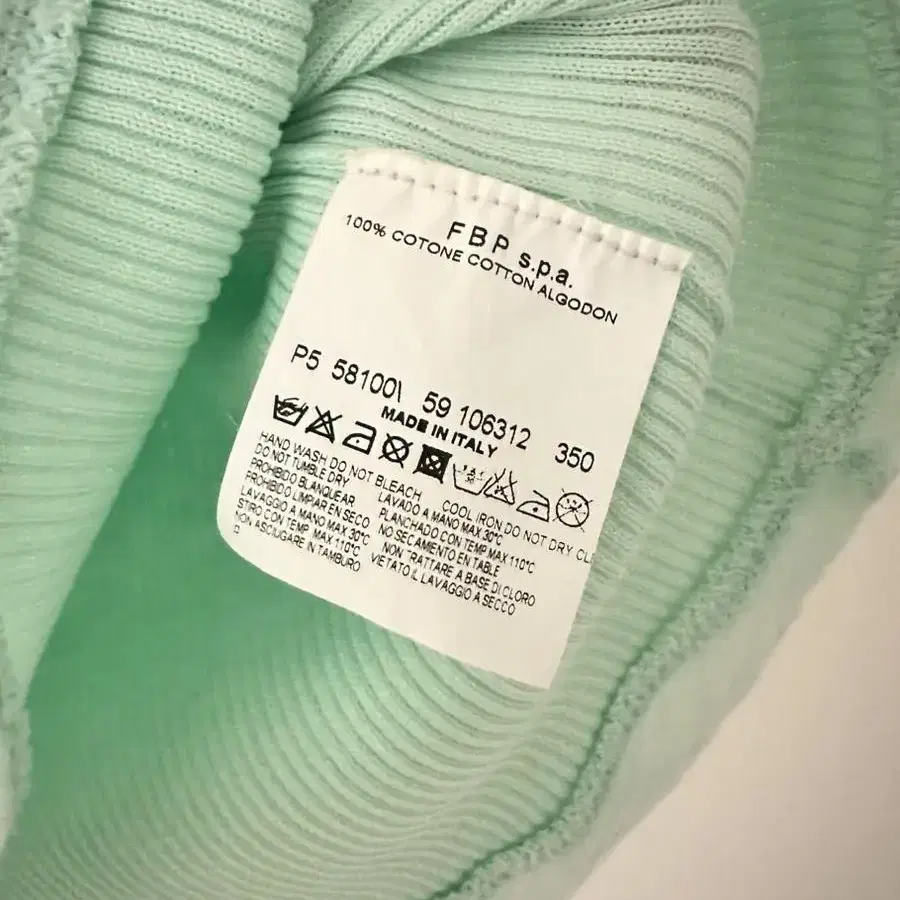 FBP s.p.a.
100% COTONE COTTON ALGODON
P5 58100\ 59 106312 350
MADE IN ITALY
HAND WASH DO NOT BLEACH COOL IRON DO NOT DRY CLE
DO NOT TUMBLE DRY LAVADO A MANO MAX 30°C
PROHIBIDO BLANQUEAR PLANCHADO CON TEMP MAX 110°C
PROHIBIDO LIMPIAR EN SECO NO SECAMIENTO EN TABLE
LAVAGGIO A MANO MAX 30°C NON TRATTARE A BASE DI CLORO
STIRO CON TEMP MAX 110°C VIETATO IL LAVAGGIO A SECCO
NON ASCIUGARE IN TAMBURO